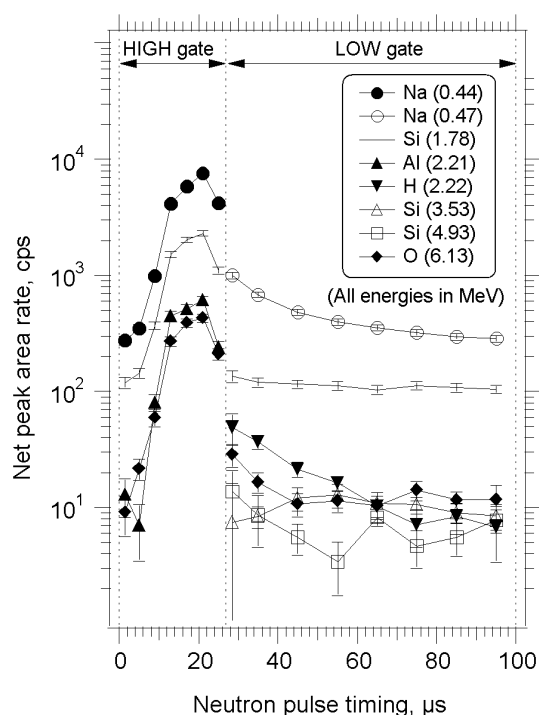 HIGH gate LOW gate
Na (0.44)
Na (0.47)
Si (1.78)
Al (2.21)
H (2.22)
Si (3.53)
Si (4.93)
O (6.13)
(All energies in MeV)
10^4
10^3
10^2
10^1
Net peak area rate, cps
0 20 40 60 80 100
Neutron pulse timing, µs